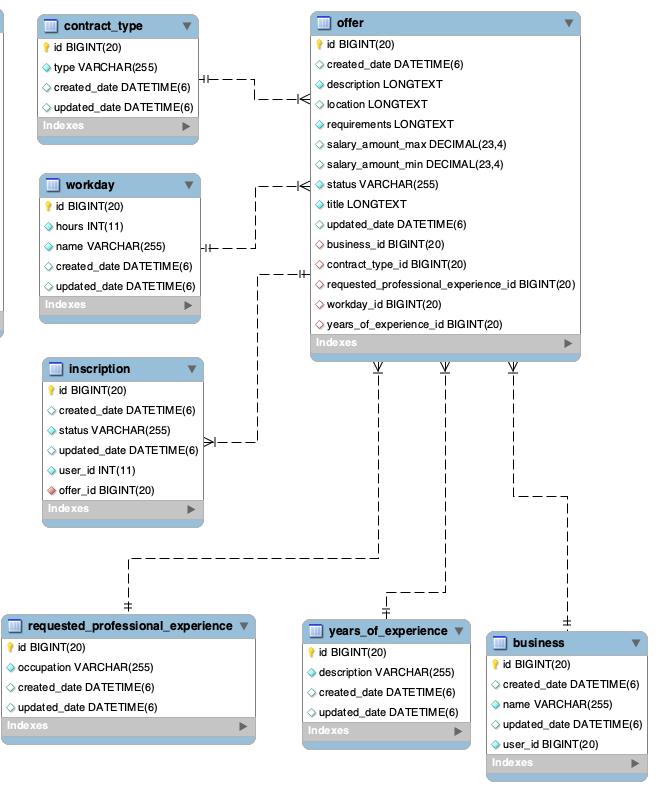 contract_type
id BIGINT(20)
type VARCHAR(255)
created_date DATETIME(6)
updated_date DATETIME(6)
Indexes
workday
id BIGINT(20)
hours INT(11)
name VARCHAR(255)
created_date DATETIME(6)
updated_date DATETIME(6)
Indexes
inscription
id BIGINT(20)
created_date DATETIME(6)
status VARCHAR(255)
updated_date DATETIME(6)
user_id INT(11)
offer_id BIGINT(20)
Indexes
offer
id BIGINT(20)
created_date DATETIME(6)
description LONGTEXT
location LONGTEXT
requirements LONGTEXT
salary_amount_max DECIMAL(23,4)
salary_amount_min DECIMAL(23,4)
status VARCHAR(255)
title LONGTEXT
updated_date DATETIME(6)
business_id BIGINT(20)
contract_type_id BIGINT(20)
requested_professional_experience_id BIGINT(20)
workday_id BIGINT(20)
years_of_experience_id BIGINT(20)
Indexes
requested_professional_experience
id BIGINT(20)
occupation VARCHAR(255)
created_date DATETIME(6)
updated_date DATETIME(6)
Indexes
years_of_experience
id BIGINT(20)
description VARCHAR(255)
created_date DATETIME(6)
updated_date DATETIME(6)
Indexes
business
id BIGINT(20)
created_date DATETIME(6)
name VARCHAR(255)
updated_date DATETIME(6)
user_id BIGINT(20)
Indexes